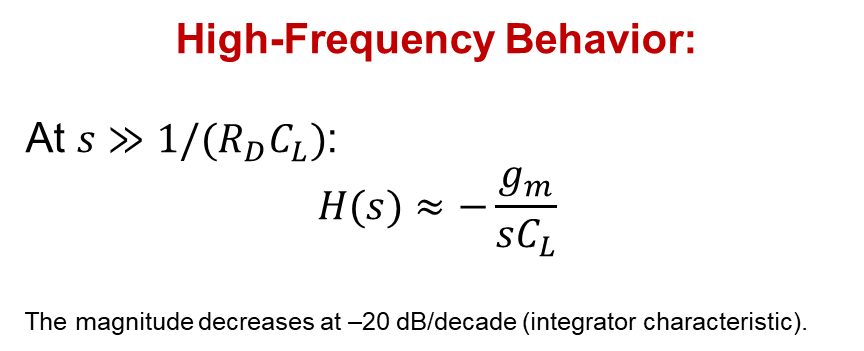 High-Frequency Behavior:
At s ≫ 1/(R_D C_L):
H(s) ≈ − g_m / sC_L
The magnitude decreases at –20 dB/decade (integrator characteristic).